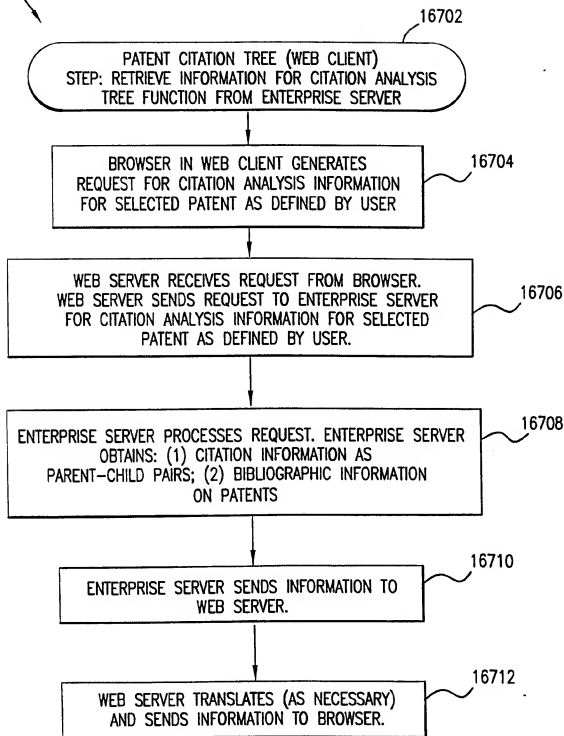 16702
PATENT CITATION TREE (WEB CLIENT)
STEP: RETRIEVE INFORMATION FOR CITATION ANALYSIS
TREE FUNCTION FROM ENTERPRISE SERVER
16704
BROWSER IN WEB CLIENT GENERATES
REQUEST FOR CITATION ANALYSIS INFORMATION
FOR SELECTED PATENT AS DEFINED BY USER
16706
WEB SERVER RECEIVES REQUEST FROM BROWSER.
WEB SERVER SENDS REQUEST TO ENTERPRISE SERVER
FOR CITATION ANALYSIS INFORMATION FOR SELECTED
PATENT AS DEFINED BY USER.
16708
ENTERPRISE SERVER PROCESSES REQUEST. ENTERPRISE SERVER
OBTAINS: (1) CITATION INFORMATION AS
PARENT-CHILD PAIRS; (2) BIBLIOGRAPHIC INFORMATION
ON PATENTS
16710
ENTERPRISE SERVER SENDS INFORMATION TO
WEB SERVER.
16712
WEB SERVER TRANSLATES (AS NECESSARY)
AND SENDS INFORMATION TO BROWSER.